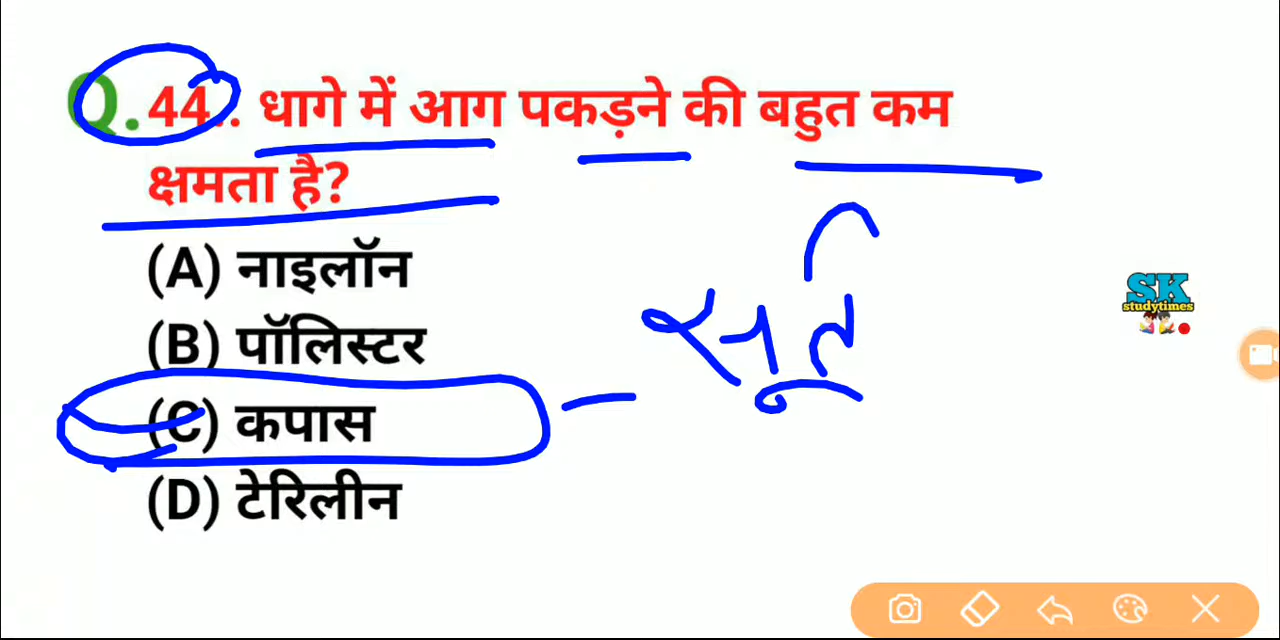 Q. 44.. धागे में आग पकड़ने की बहुत कम
क्षमता है?
(A) नाइलॉन
(B) पॉलिस्टर
(C) कपास
(D) टेरिलीन
SK
studytimes